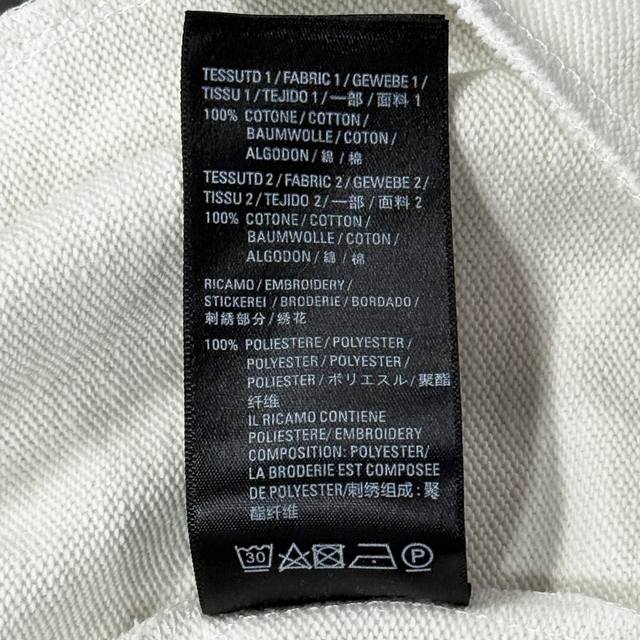 TESSUTD 1/FABRIC 1/GEWEBE 1/
TISSU 1/TEJIDO 1/一部/面料 1
100% COTONE/COTTON/
BAUMWOLLE/COTON/
ALGODON/綿/棉
TESSUTD 2/FABRIC 2/GEWEBE 2/
TISSU 2/TEJIDO 2/一部/面料 2
100% COTONE/COTTON/
BAUMWOLLE/COTON/
ALGODON/綿/棉
RICAMO/EMBROIDERY/
STICKEREI/BRODERIE/BORDADO/
刺绣部分/绣花
100% POLIESTERE/POLYESTER/
POLYESTER/POLYESTER/
POLIESTER/ポリエスル/聚酯
纤维
IL RICAMO CONTIENE
POLIESTERE/EMBROIDERY
COMPOSITION: POLYESTER/
LA BRODERIE EST COMPOSEE
DE POLYESTER/刺绣组成:聚
酯纤维
30 P